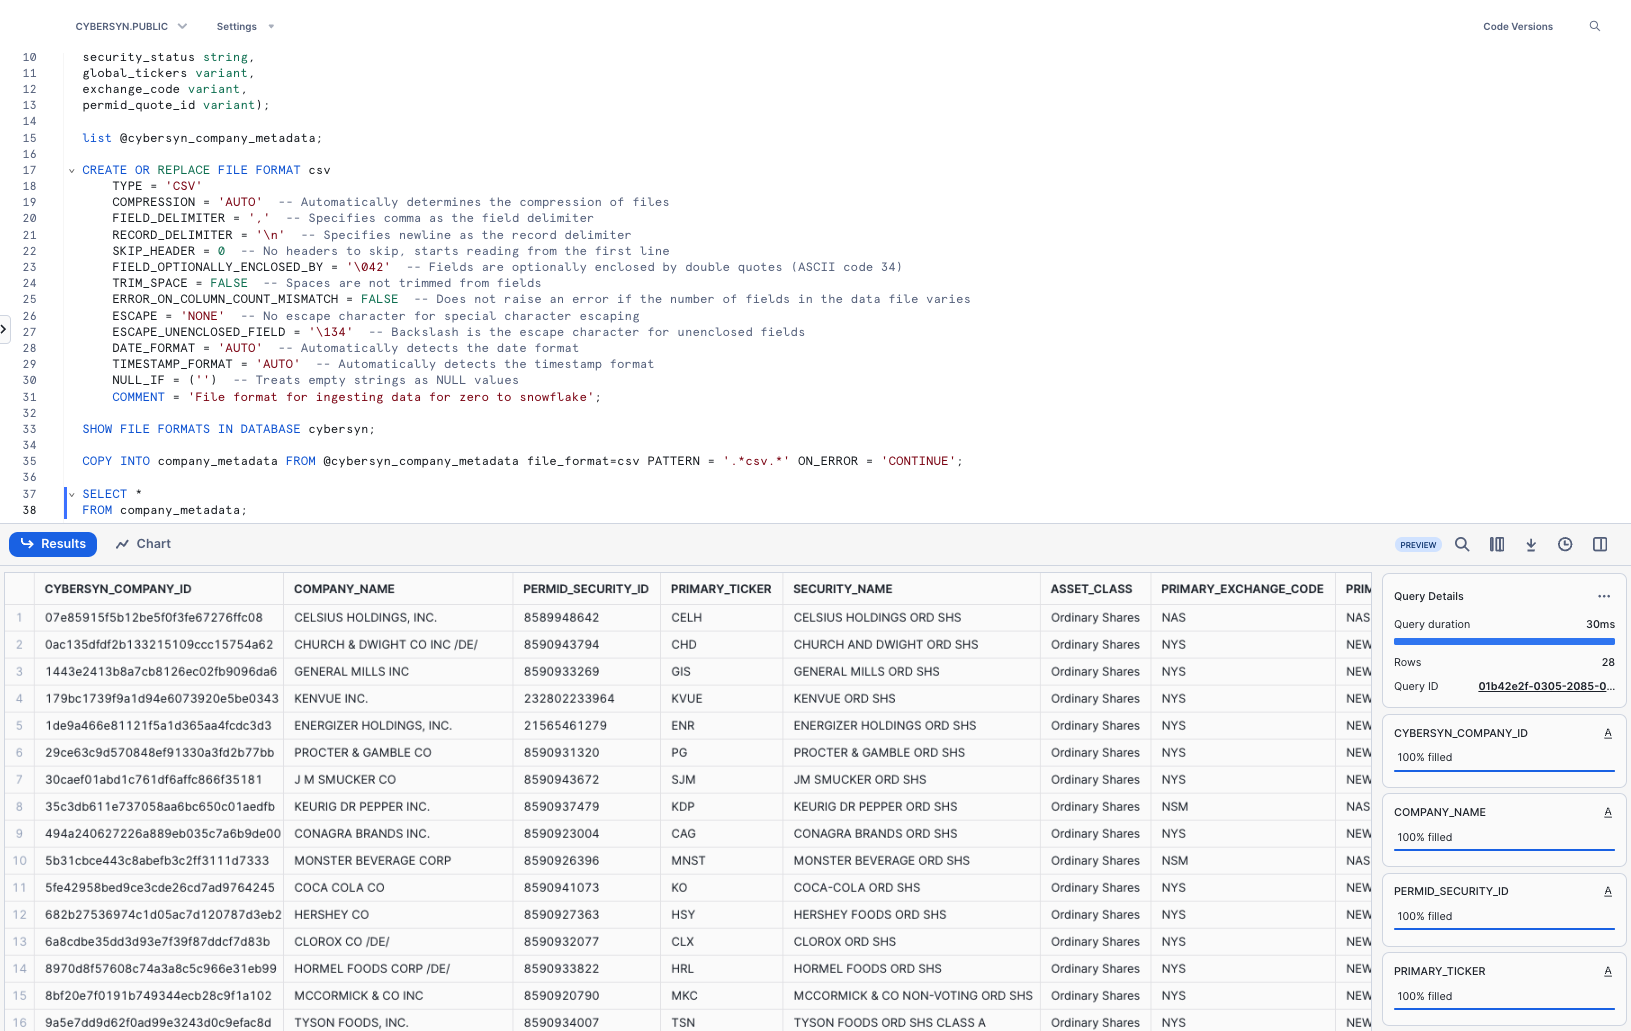 CYBERSYN.PUBLIC Settings Code Versions
10 security_status string,
11 global_tickers variant,
12 exchange_code variant,
13 permid_quote_id variant);
14
15 list @cybersyn_company_metadata;
16
17 CREATE OR REPLACE FILE FORMAT csv
18 TYPE = 'CSV'
19 COMPRESSION = 'AUTO' -- Automatically determines the compression of files
20 FIELD_DELIMITER = ',' -- Specifies comma as the field delimiter
21 RECORD_DELIMITER = '\n' -- Specifies newline as the record delimiter
22 SKIP_HEADER = 0 -- No headers to skip, starts reading from the first line
23 FIELD_OPTIONALLY_ENCLOSED_BY = '\042' -- Fields are optionally enclosed by double quotes (ASCII code 34)
24 TRIM_SPACE = FALSE -- Spaces are not trimmed from fields
25 ERROR_ON_COLUMN_COUNT_MISMATCH = FALSE -- Does not raise an error if the number of fields in the data file varies
26 ESCAPE = 'NONE' -- No escape character for special character escaping
27 ESCAPE_UNENCLOSED_FIELD = '\134' -- Backslash is the escape character for unenclosed fields
28 DATE_FORMAT = 'AUTO' -- Automatically detects the date format
29 TIMESTAMP_FORMAT = 'AUTO' -- Automatically detects the timestamp format
30 NULL_IF = ('') -- Treats empty strings as NULL values
31 COMMENT = 'File format for ingesting data for zero to snowflake';
32
33 SHOW FILE FORMATS IN DATABASE cybersyn;
34
35 COPY INTO company_metadata FROM @cybersyn_company_metadata file_format=csv PATTERN = '.*csv.*' ON_ERROR = 'CONTINUE';
36
37 SELECT *
38 FROM company_metadata;
Results Chart PREVIEW
CYBERSYN_COMPANY_ID COMPANY_NAME PERMID_SECURITY_ID PRIMARY_TICKER SECURITY_NAME ASSET_CLASS PRIMARY_EXCHANGE_CODE PRIM
1 07e85915f5b12be5f0f3fe67276ffc08 CELSIUS HOLDINGS, INC. 8589948642 CELH CELSIUS HOLDINGS ORD SHS Ordinary Shares NAS NAS
2 0ac135dfdf2b133215109ccc15754a62 CHURCH & DWIGHT CO INC /DE/ 8590943794 CHD CHURCH AND DWIGHT ORD SHS Ordinary Shares NYS NEW
3 1443e2413b8a7cb8126ec02fb9096da6 GENERAL MILLS INC 8590933269 GIS GENERAL MILLS ORD SHS Ordinary Shares NYS NEW
4 179bc1739f9a1d94e6073920e5be0343 KENVUE INC. 232802233964 KVUE KENVUE ORD SHS Ordinary Shares NYS NEW
5 1de9a466e81121f5a1d365aa4fcdc3d3 ENERGIZER HOLDINGS, INC. 21565461279 ENR ENERGIZER HOLDINGS ORD SHS Ordinary Shares NYS NEW
6 29ce63c9d570848ef91330a3fd2b77bb PROCTER & GAMBLE CO 8590931320 PG PROCTER & GAMBLE ORD SHS Ordinary Shares NYS NEW
7 30caef01abd1c761df6affc866f35181 J M SMUCKER CO 8590943672 SJM JM SMUCKER ORD SHS Ordinary Shares NYS NEW
8 35c3db611e737058aa6bc650c01aedfb KEURIG DR PEPPER INC. 8590937479 KDP KEURIG DR PEPPER ORD SHS Ordinary Shares NSM NAS
9 494a240627226a889eb035c7a6b9de00 CONAGRA BRANDS INC. 8590923004 CAG CONAGRA BRANDS ORD SHS Ordinary Shares NYS NEW
10 5b31cbce443c8abefb3c2ff3111d7333 MONSTER BEVERAGE CORP 8590926396 MNST MONSTER BEVERAGE ORD SHS Ordinary Shares NSM NAS
11 5fe42958bed9ce3cde26cd7ad9764245 COCA COLA CO 8590941073 KO COCA-COLA ORD SHS Ordinary Shares NYS NEW
12 682b27536974c1d05ac7d120787d3eb2 HERSHEY CO 8590927363 HSY HERSHEY FOODS ORD SHS Ordinary Shares NYS NEW
13 6a8cdbe35dd3d93e7f39f87ddcf7d83b CLOROX CO /DE/ 8590932077 CLX CLOROX ORD SHS Ordinary Shares NYS NEW
14 8970d8f57608c74a3a8c5c966e31eb99 HORMEL FOODS CORP /DE/ 8590933822 HRL HORMEL FOODS ORD SHS Ordinary Shares NYS NEW
15 8bf20e7f0191b749344ecb28c9f1a102 MCCORMICK & CO INC 8590920790 MKC MCCORMICK & CO NON-VOTING ORD SHS Ordinary Shares NYS NEW
16 9a5e7dd9d62f0ad99e3243d0c9efac8d TYSON FOODS, INC. 8590934007 TSN TYSON FOODS ORD SHS CLASS A Ordinary Shares NYS NEW
Query Details ...
Query duration 30ms
Rows 28
Query ID 01b42e2f-0305-2085-0...
CYBERSYN_COMPANY_ID A
100% filled
COMPANY_NAME A
100% filled
PERMID_SECURITY_ID A
100% filled
PRIMARY_TICKER A
100% filled